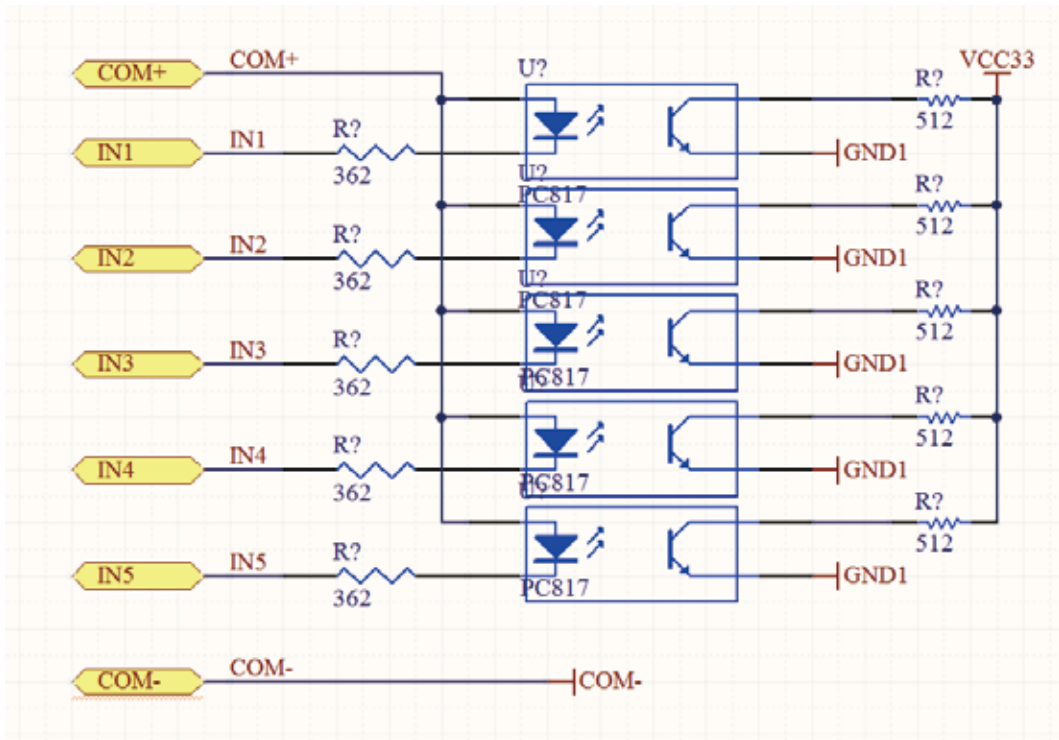 COM+ COM+
U?
VCC33
R?
512
IN1 IN1
R?
362
GND1
U?
PC817
R?
512
IN2 IN2
R?
362
GND1
U?
PC817
R?
512
IN3 IN3
R?
362
GND1
PC817
U?
R?
512
IN4 IN4
R?
362
GND1
PC817
U?
R?
512
IN5 IN5
R?
362
GND1
PC817
COM- COM-
COM-